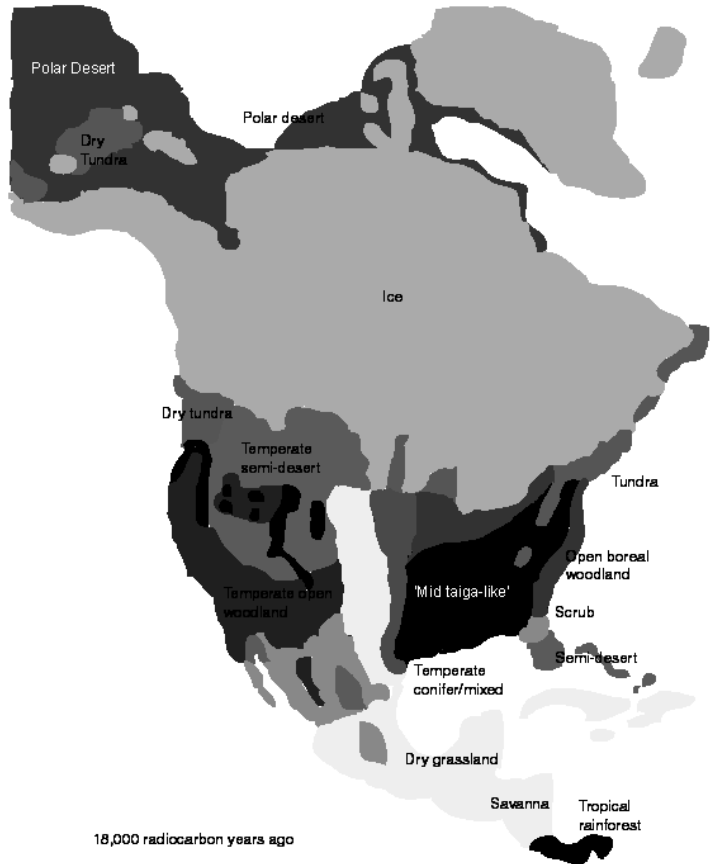 Polar Desert
Polar desert
Dry
Tundra
Ice
Dry tundra
Temperate
semi-desert
Tundra
Open boreal
woodland
Temperate open
woodland
'Mid taiga-like'
Scrub
Semi-desert
Temperate
conifer/mixed
Dry grassland
Savanna
Tropical
rainforest
18,000 radiocarbon years ago